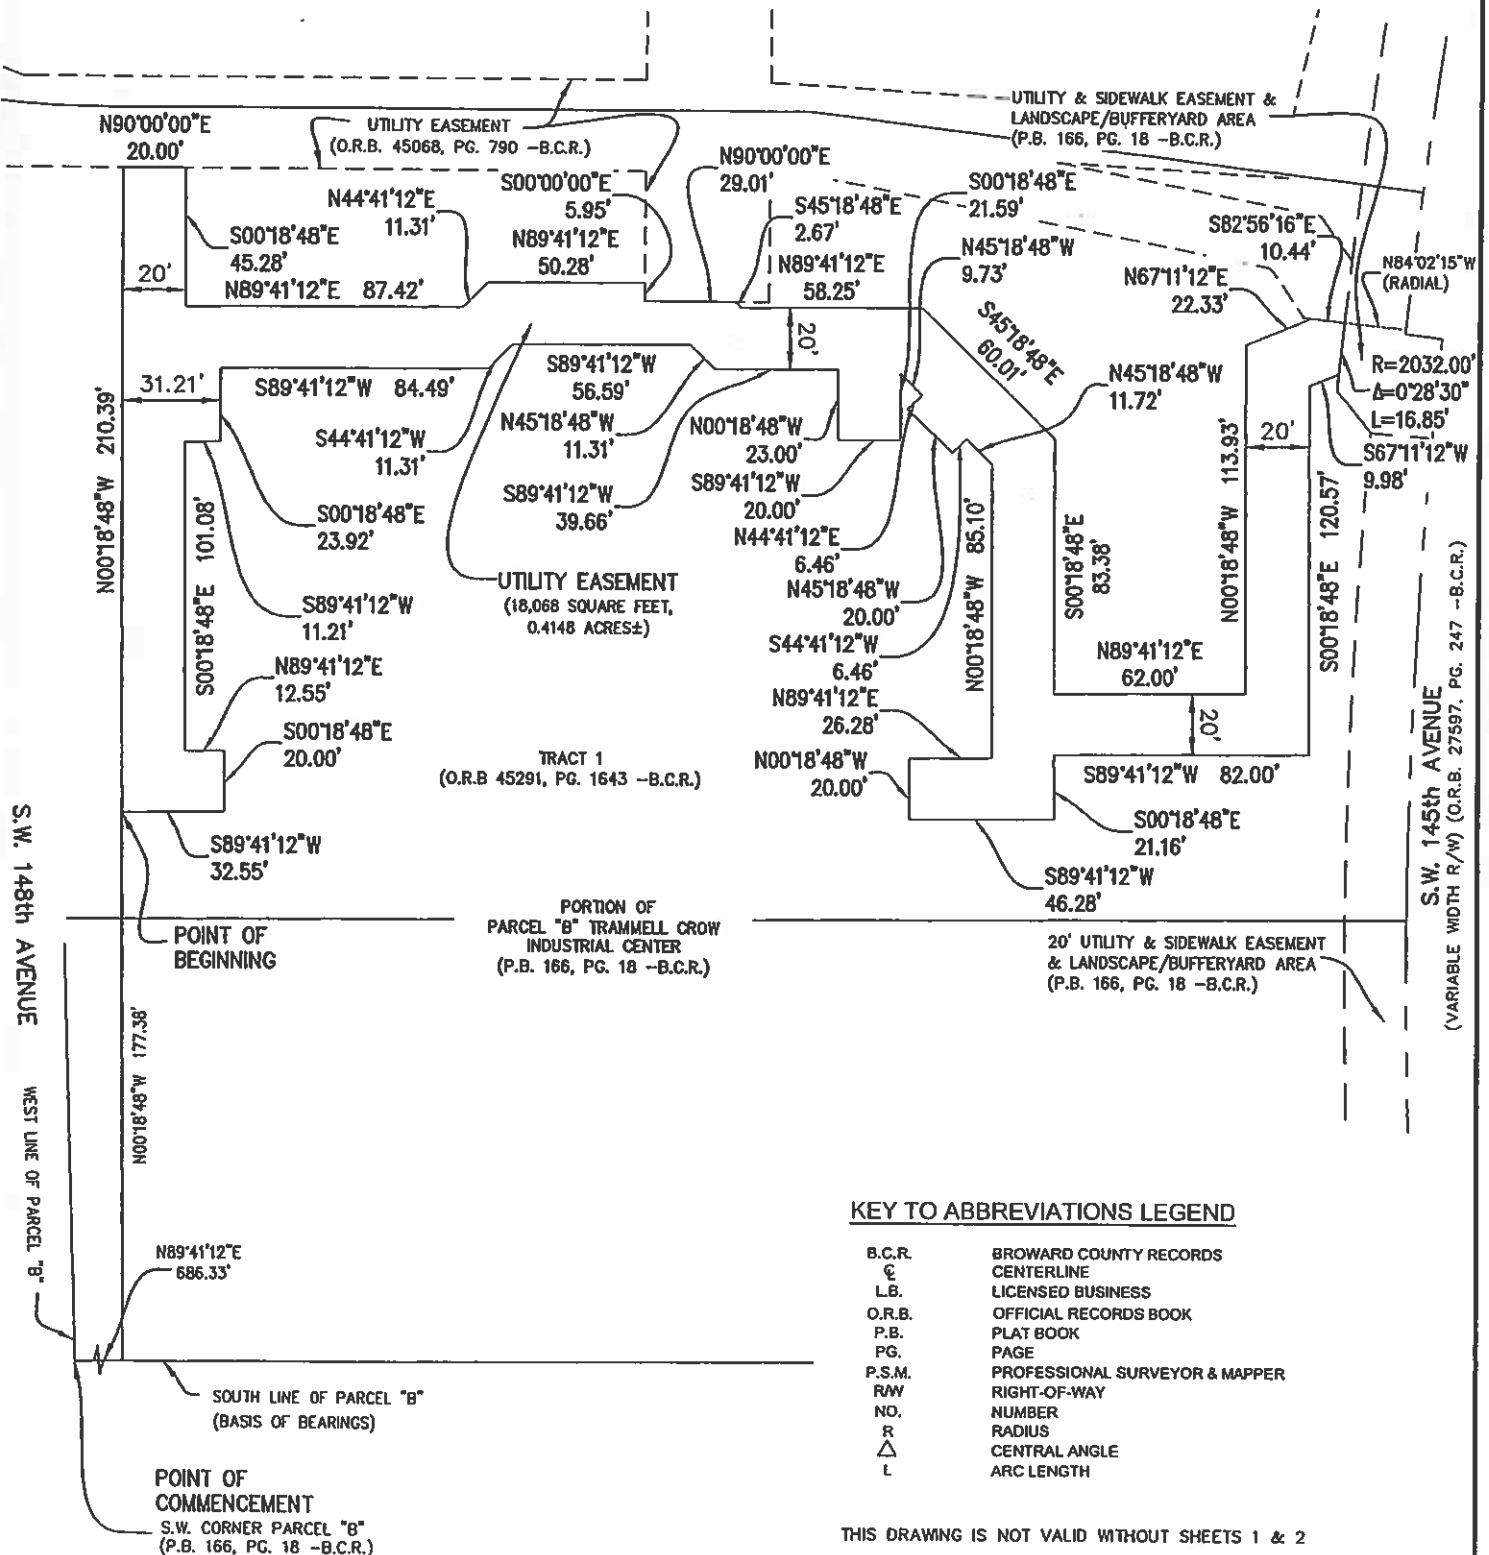 UTILITY & SIDEWALK EASEMENT &
LANDSCAPE/BUFFERYARD AREA
(P.B. 166, PG. 18 -B.C.R.)
N90°00'00"E
20.00'
UTILITY EASEMENT
(O.R.B. 45068, PG. 790 -B.C.R.)
N90°00'00"E
29.01'
S00°00'00"E
5.95'
N44°41'12"E
11.31'
S00°18'48"E
21.59'
S45°18'48"E
2.67'
S82°56'16"E
10.44'
S00°18'48"E
45.28'
N89°41'12"E
50.28'
N45°18'48"W
9.73'
N84°02'15"W
(RADIAL)
N89°41'12"E
58.25'
N67°11'12"E
22.33'
20'
N89°41'12"E 87.42'
S45°18'48"E
60.01'
20'
R=2032.00'
Δ=0°28'30"
L=16.85'
31.21'
S89°41'12"W 84.49'
S89°41'12"W
56.59'
N45°18'48"W
11.72'
N00°18'48"W 210.39'
S44°41'12"W
11.31'
N45°18'48"W
11.31'
N00°18'48"W
23.00'
20'
S67°11'12"W
9.98'
S89°41'12"W
39.66'
S89°41'12"W
20.00'
N00°18'48"W 113.93'
S00°18'48"E 120.57'
S00°18'48"E
23.92'
S00°18'48"E 101.08'
N44°41'12"E
6.46'
N00°18'48"W 85.10'
S00°18'48"E
83.38'
UTILITY EASEMENT
(18,068 SQUARE FEET,
0.4148 ACRES±)
N45°18'48"W
20.00'
S89°41'12"W
11.21'
S44°41'12"W
6.46'
N89°41'12"E
62.00'
N89°41'12"E
12.55'
N89°41'12"E
26.28'
S00°18'48"E
20.00'
20'
TRACT 1
(O.R.B 45291, PG. 1643 -B.C.R.)
N00°18'48"W
20.00'
S89°41'12"W 82.00'
S.W. 145th AVENUE
(VARIABLE WIDTH R/W) (O.R.B. 27597, PG. 247 -B.C.R.)
S00°18'48"E
21.16'
S89°41'12"W
32.55'
S89°41'12"W
46.28'
S.W. 148th AVENUE
POINT OF
BEGINNING
PORTION OF
PARCEL "B" TRAMMELL CROW
INDUSTRIAL CENTER
(P.B. 166, PG. 18 -B.C.R.)
20' UTILITY & SIDEWALK EASEMENT
& LANDSCAPE/BUFFERYARD AREA
(P.B. 166, PG. 18 -B.C.R.)
N00°18'48"W 177.38'
WEST LINE OF PARCEL "B"
N89°41'12"E
686.33'
SOUTH LINE OF PARCEL "B"
(BASIS OF BEARINGS)
POINT OF
COMMENCEMENT
S.W. CORNER PARCEL "B"
(P.B. 166, PG. 18 -B.C.R.)
KEY TO ABBREVIATIONS LEGEND
B.C.R. BROWARD COUNTY RECORDS
℄ CENTERLINE
L.B. LICENSED BUSINESS
O.R.B. OFFICIAL RECORDS BOOK
P.B. PLAT BOOK
PG. PAGE
P.S.M. PROFESSIONAL SURVEYOR & MAPPER
R/W RIGHT-OF-WAY
NO. NUMBER
R RADIUS
△ CENTRAL ANGLE
L ARC LENGTH
THIS DRAWING IS NOT VALID WITHOUT SHEETS 1 & 2